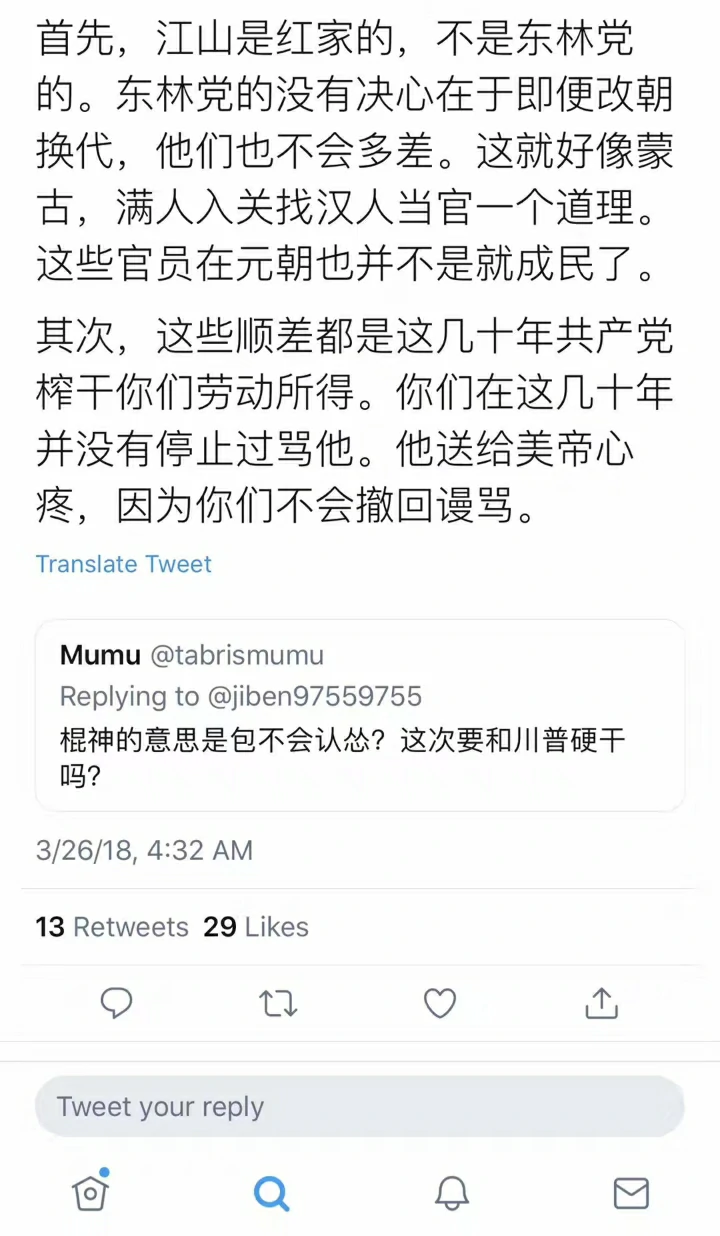 首先，江山是红家的，不是东林党
的。东林党的没有决心在于即便改朝
换代，他们也不会多差。这就好像蒙
古，满人入关找汉人当官一个道理。
这些官员在元朝也并不是就成民了。
其次，这些顺差都是这几十年共产党
榨干你们劳动所得。你们在这几十年
并没有停止过骂他。他送给美帝心
疼，因为你们不会撤回谩骂。
Translate Tweet
Mumu @tabrismumu
Replying to @jiben97559755
棍神的意思是包不会认怂？这次要和川普硬干
吗？
3/26/18, 4:32 AM
13 Retweets 29 Likes
Tweet your reply